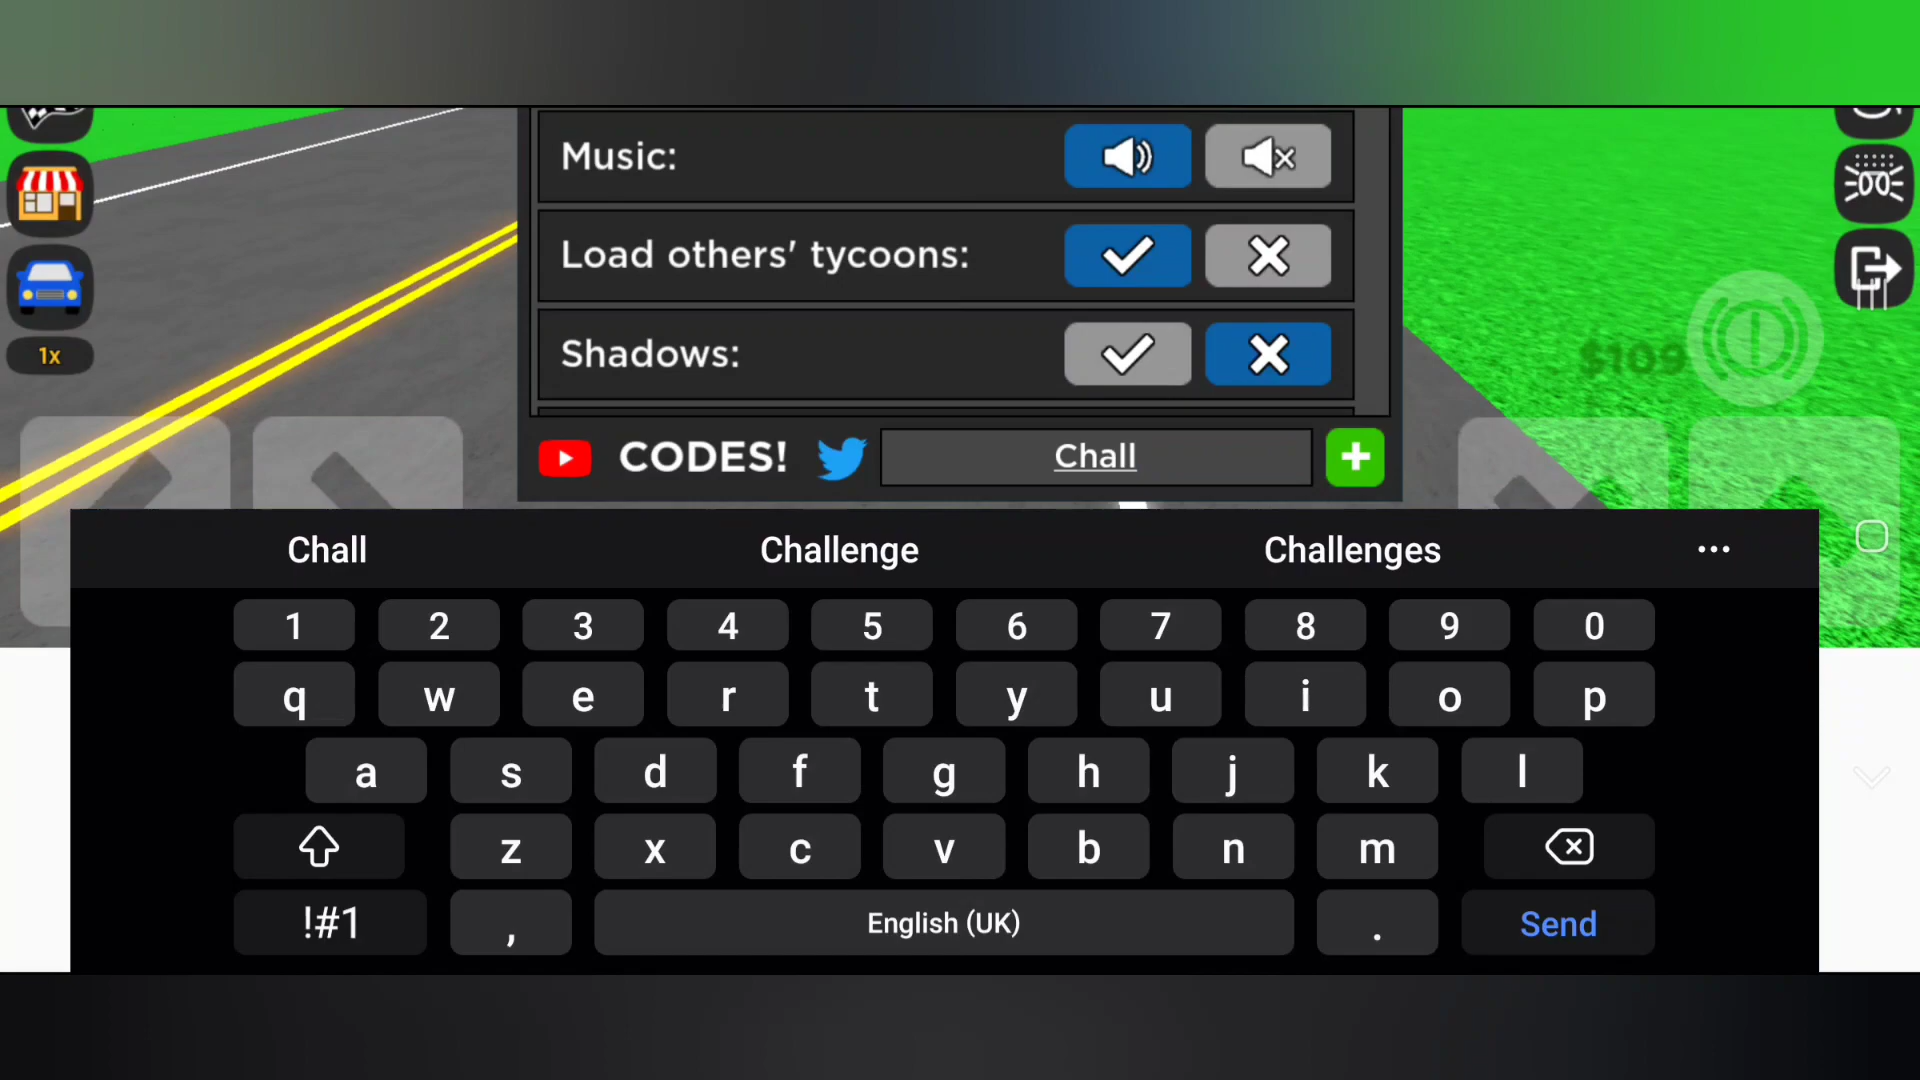 Music:
Load others' tycoons:
Shadows:
1x
$109
CODES!
Chall
Chall Challenge Challenges ...
1 2 3 4 5 6 7 8 9 0
q w e r t y u i o p
a s d f g h j k l
z x c v b n m
!#1 , English (UK) . Send